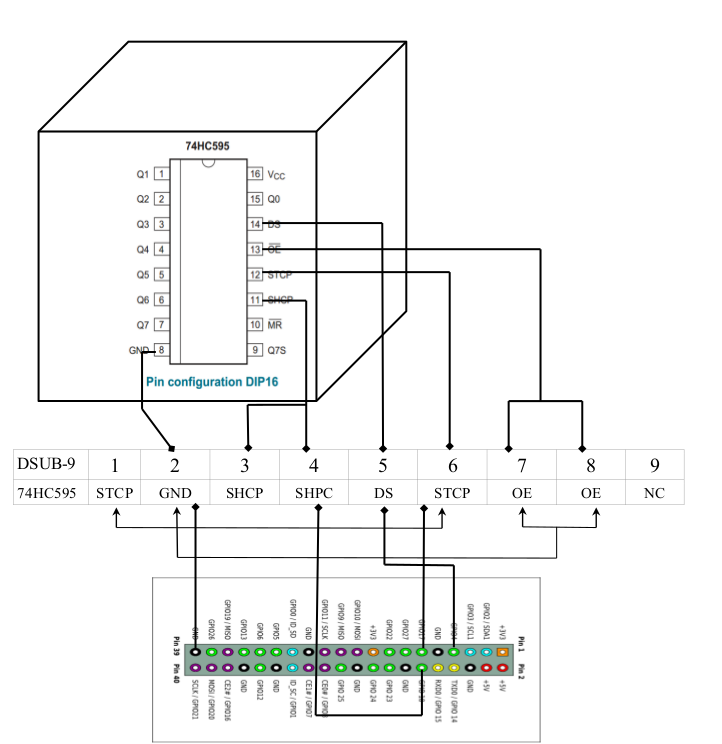 74HC595
Q1 1 16 VCC
Q2 2 15 Q0
Q3 3 14 DS
Q4 4 13 OE
Q5 5 12 STCP
Q6 6 11 SHCP
Q7 7 10 MR
GND 8 9 Q7S
Pin configuration DIP16
DSUB-9 1 2 3 4 5 6 7 8 9
74HC595 STCP GND SHCP SHPC DS STCP OE OE NC
Pin 39
GND
GPIO26
GPIO19 / MISO
GPIO13
GPIO6
GPIO5
GPIO0 / ID_SD
GND
GPIO11 / SCLK
GPIO9 / MISO
GPIO10 / MOSI
+3V3
GPIO22
GPIO27
GPIO17
GND
GPIO4
GPIO3 / SCL1
GPIO2 / SDA1
+3V3
Pin 1
Pin 40
SCLK / GPIO21
MOSI / GPIO20
CE2# / GPIO16
GND
GPIO12
GND
ID_SC / GPIO1
CE1# / GPIO7
CE0# / GPIO8
GPIO 25
GND
GPIO 24
GPIO 23
GND
GPIO 18
RXD0 / GPIO 15
TXD0 / GPIO 14
GND
+5V
+5V
Pin 2